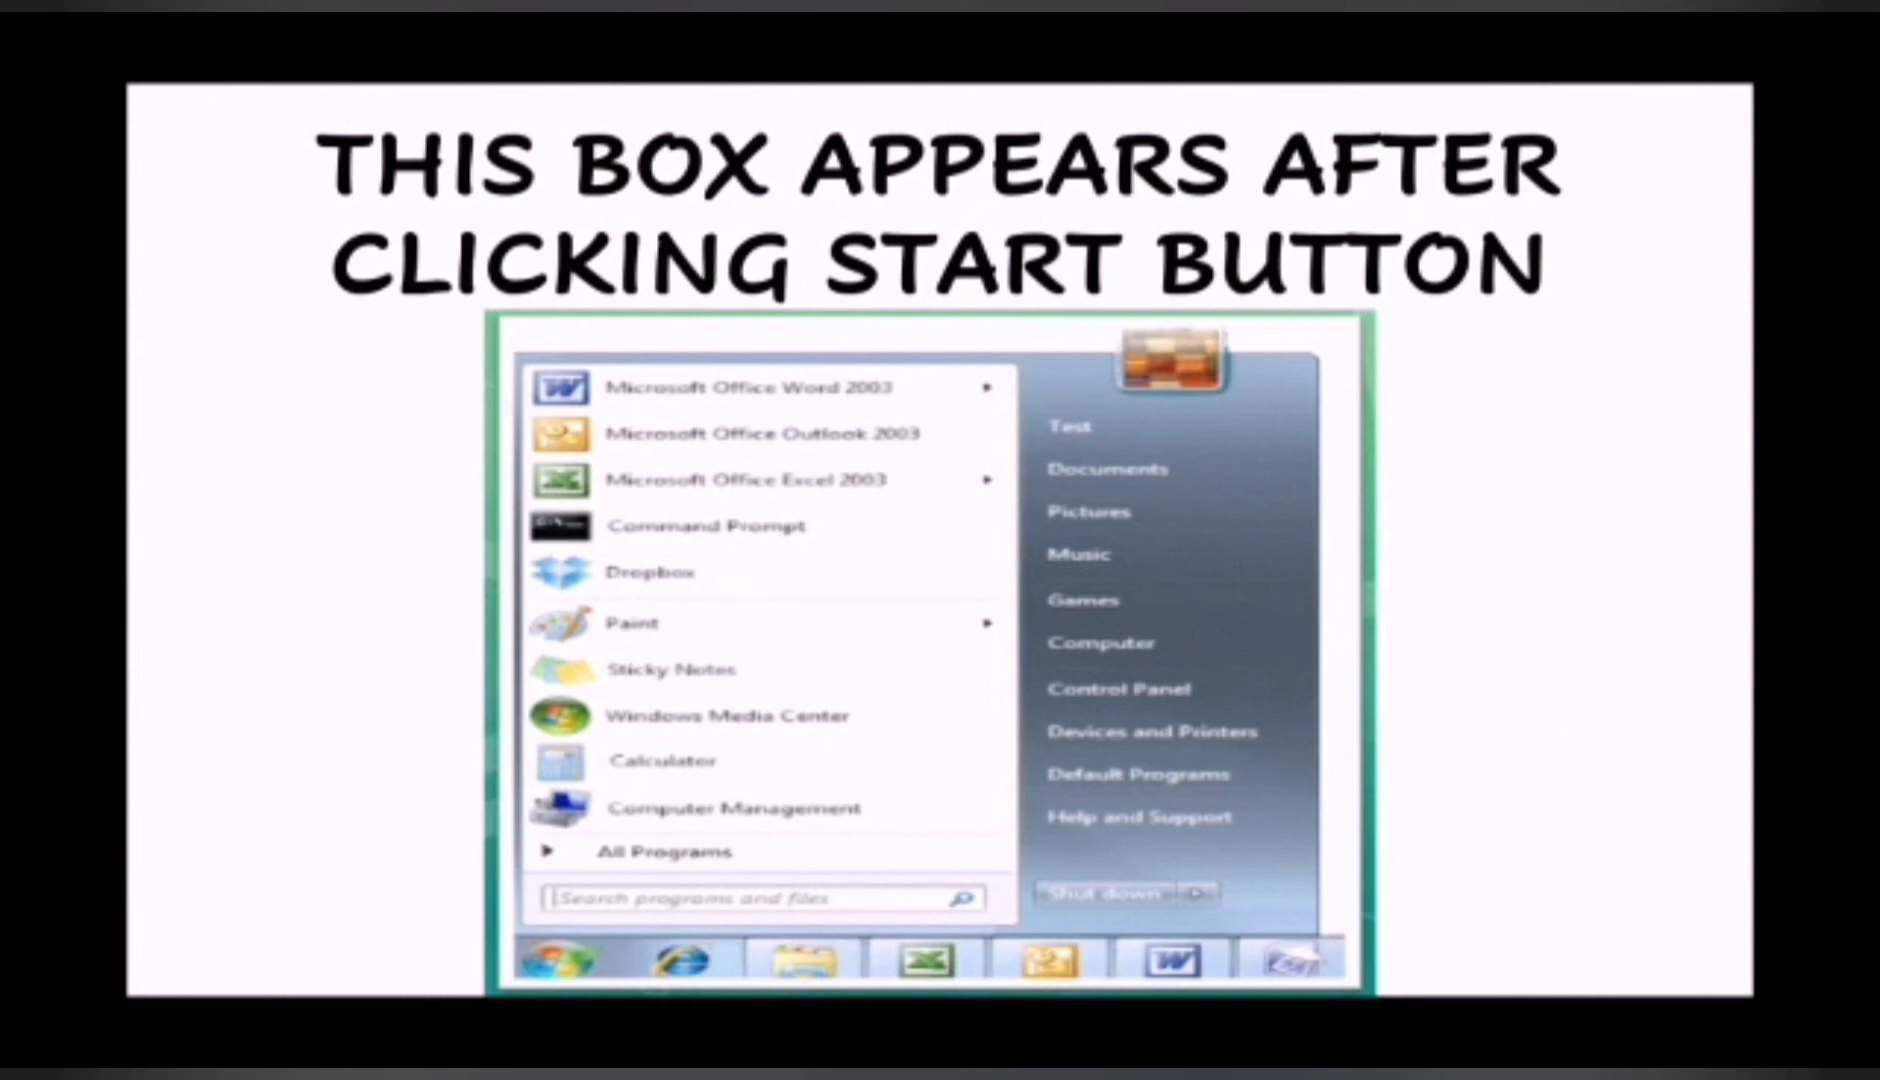 THIS BOX APPEARS AFTER
CLICKING START BUTTON
Microsoft Office Word 2003
Microsoft Office Outlook 2003
Microsoft Office Excel 2003
Command Prompt
Dropbox
Paint
Sticky Notes
Windows Media Center
Calculator
Computer Management
All Programs
Search programs and files
Test
Documents
Pictures
Music
Games
Computer
Control Panel
Devices and Printers
Default Programs
Help and Support
Shut down